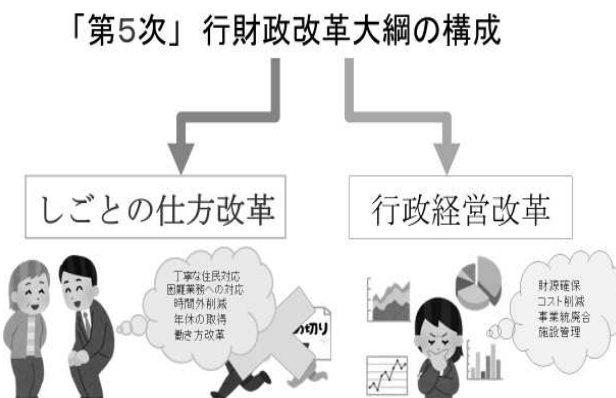 「第5次」 行財政改革大綱の構成
しごとの仕方改革
行政経営改革
丁寧な住民対応
困難業務への対応
時間外削減
年休の取得
働き方改革
切り
財源確保
コスト削減
事業統廃合
施設管理